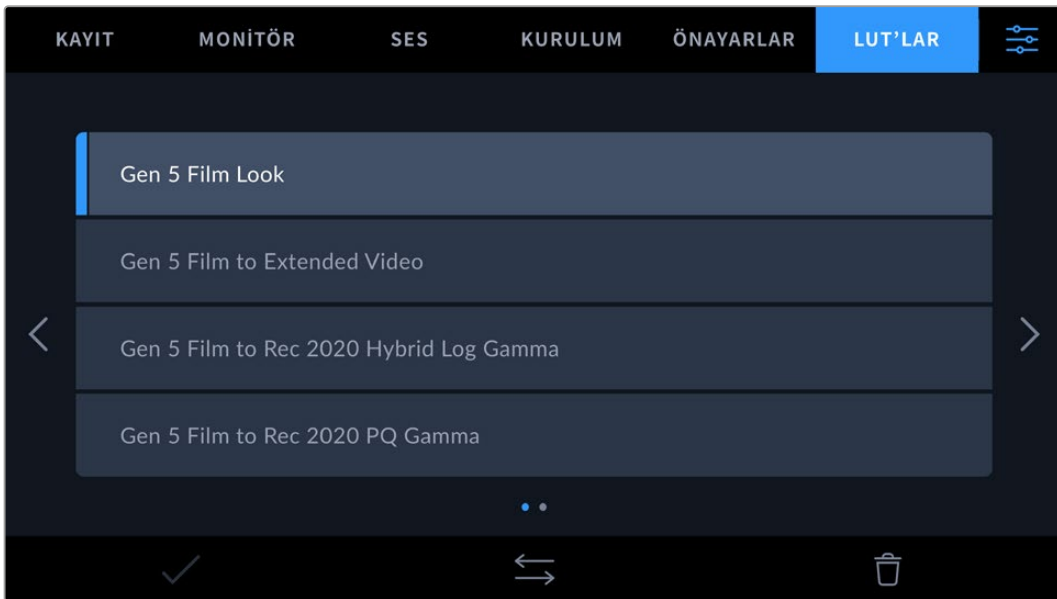 KAYIT MONİTÖR SES KURULUM ÖNAYARLAR LUT’LAR
Gen 5 Film Look
Gen 5 Film to Extended Video
Gen 5 Film to Rec 2020 Hybrid Log Gamma
Gen 5 Film to Rec 2020 PQ Gamma